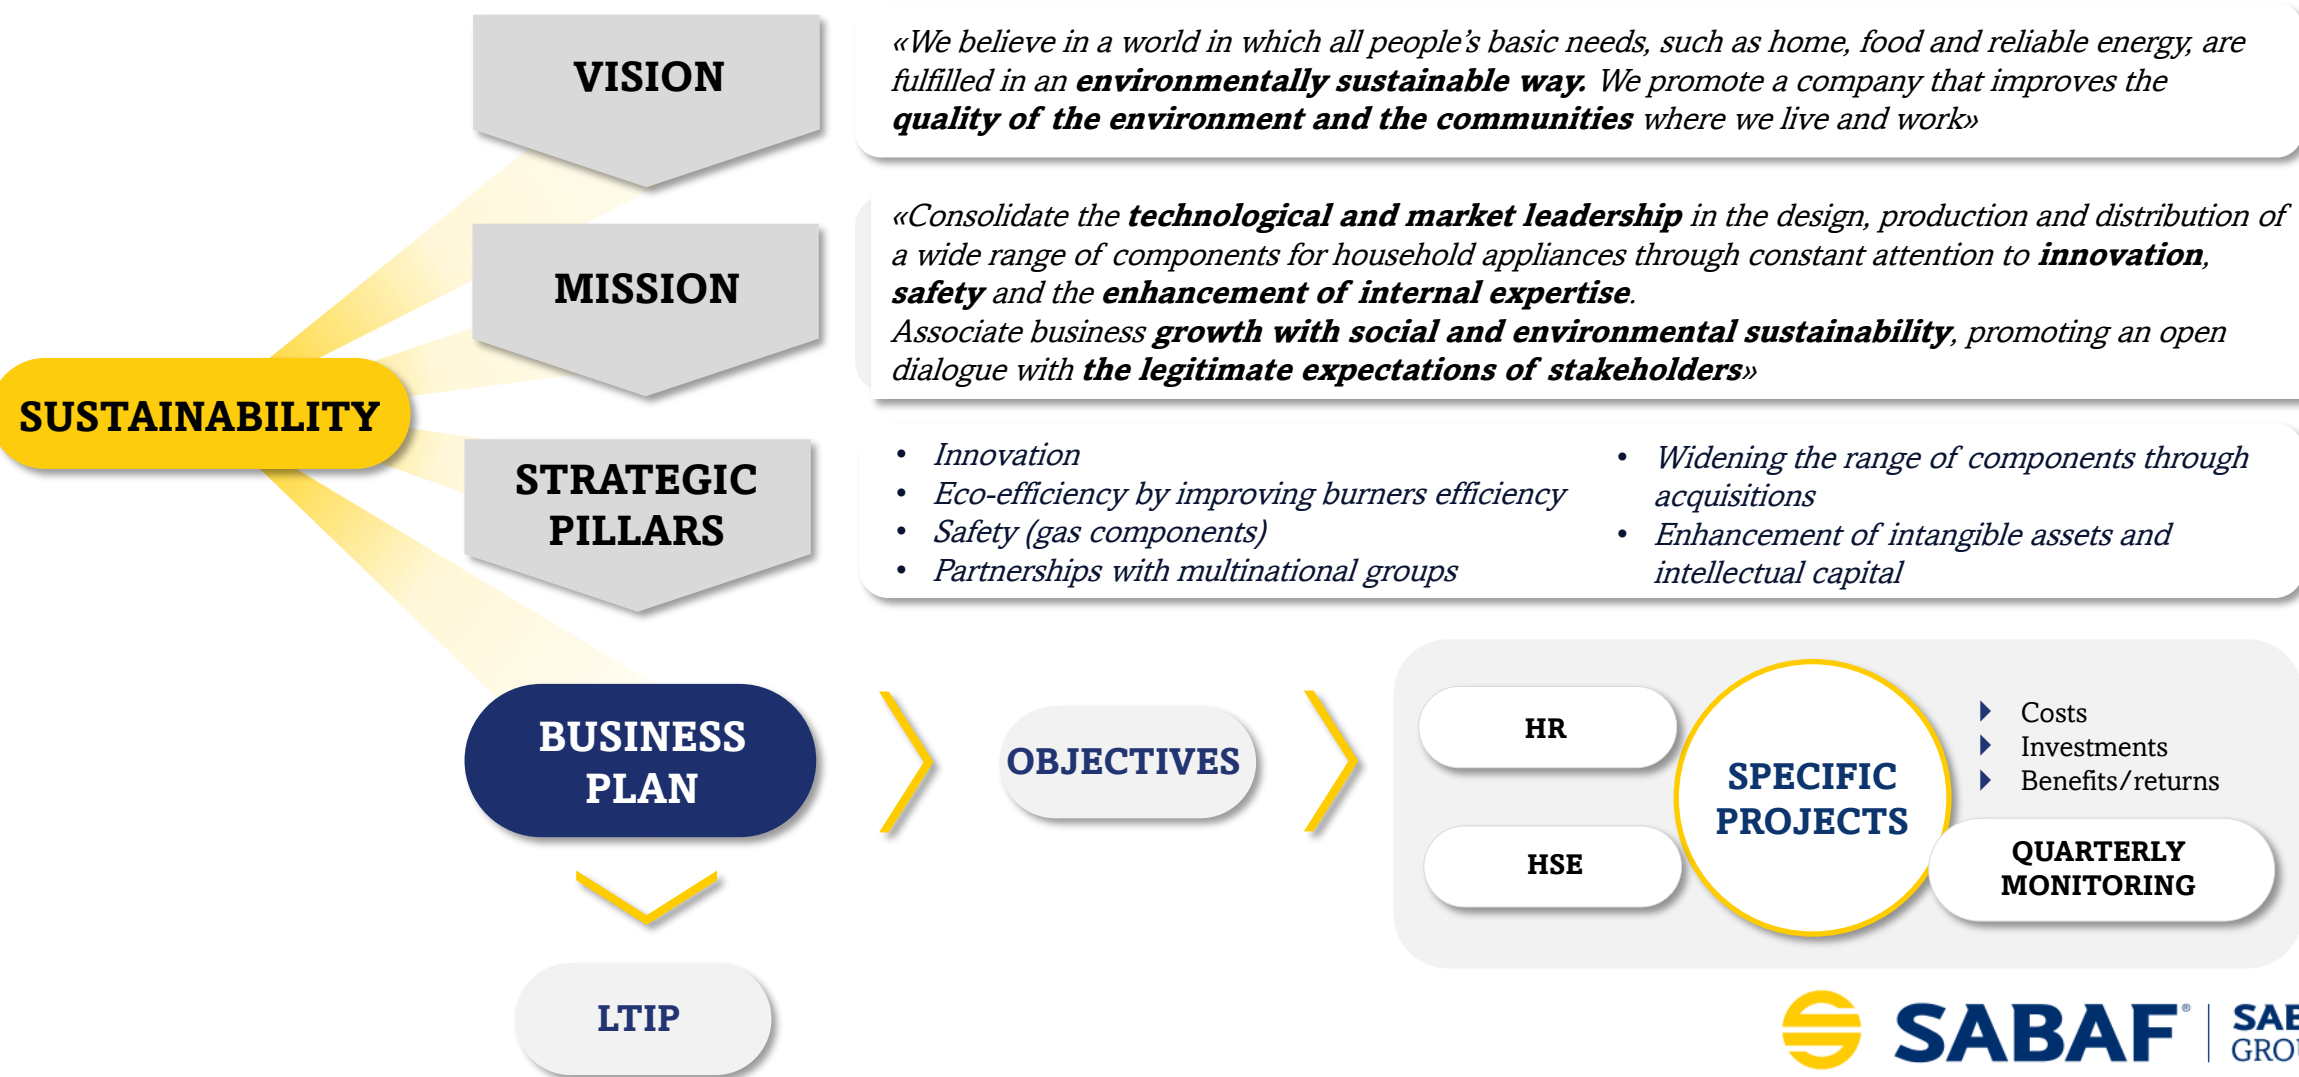 VISION
«We believe in a world in which all people's basic needs, such as home, food and reliable energy, are
fulfilled in an environmentally sustainable way. We promote a company that improves the
quality of the environment and the communities where we live and work»
MISSION
«Consolidate the technological and market leadership in the design, production and distribution of
a wide range of components for household appliances through constant attention to innovation,
safety and the enhancement of internal expertise.
Associate business growth with social and environmental sustainability, promoting an open
dialogue with the legitimate expectations of stakeholders»
SUSTAINABILITY
STRATEGIC
PILLARS
• Innovation
• Eco-efficiency by improving burners efficiency
• Safety (gas components)
• Partnerships with multinational groups
• Widening the range of components through
acquisitions
• Enhancement of intangible assets and
intellectual capital
BUSINESS
PLAN
OBJECTIVES
HR
HSE
SPECIFIC
PROJECTS
Costs
Investments
Benefits/returns
QUARTERLY
MONITORING
LTIP
SABAF®